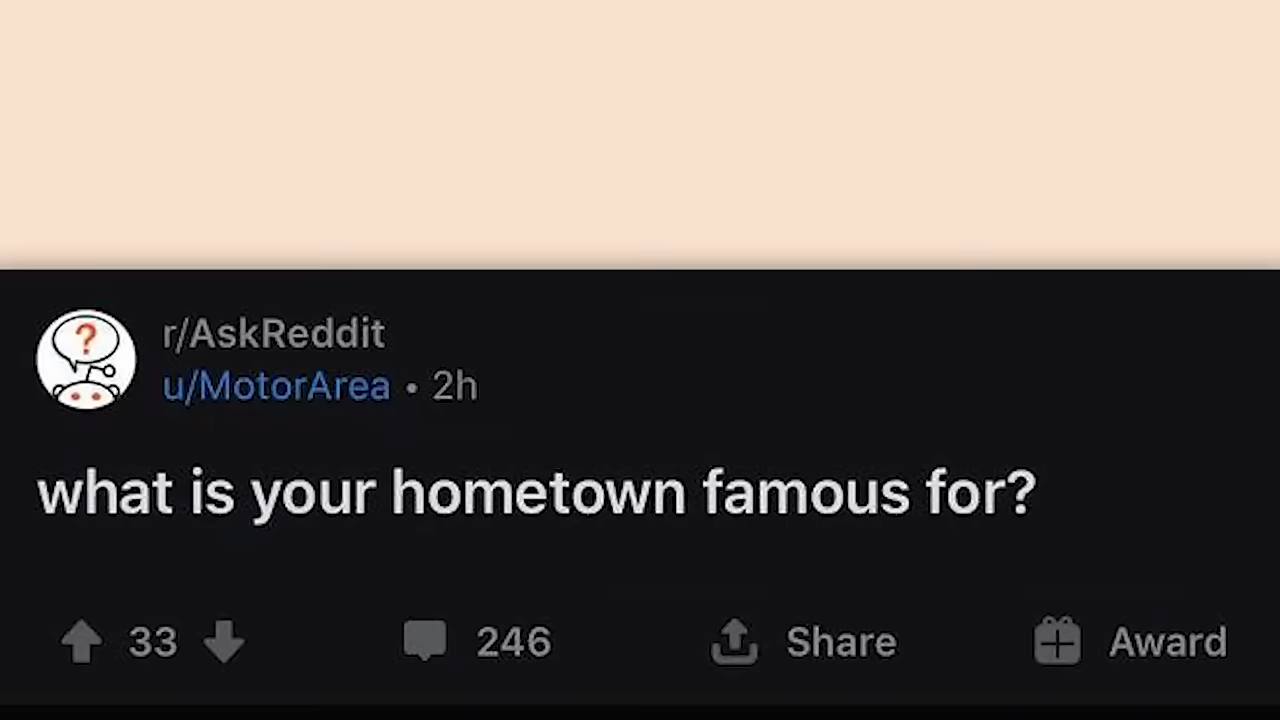 r/AskReddit
u/MotorArea • 2h
what is your hometown famous for?
33 246 Share Award